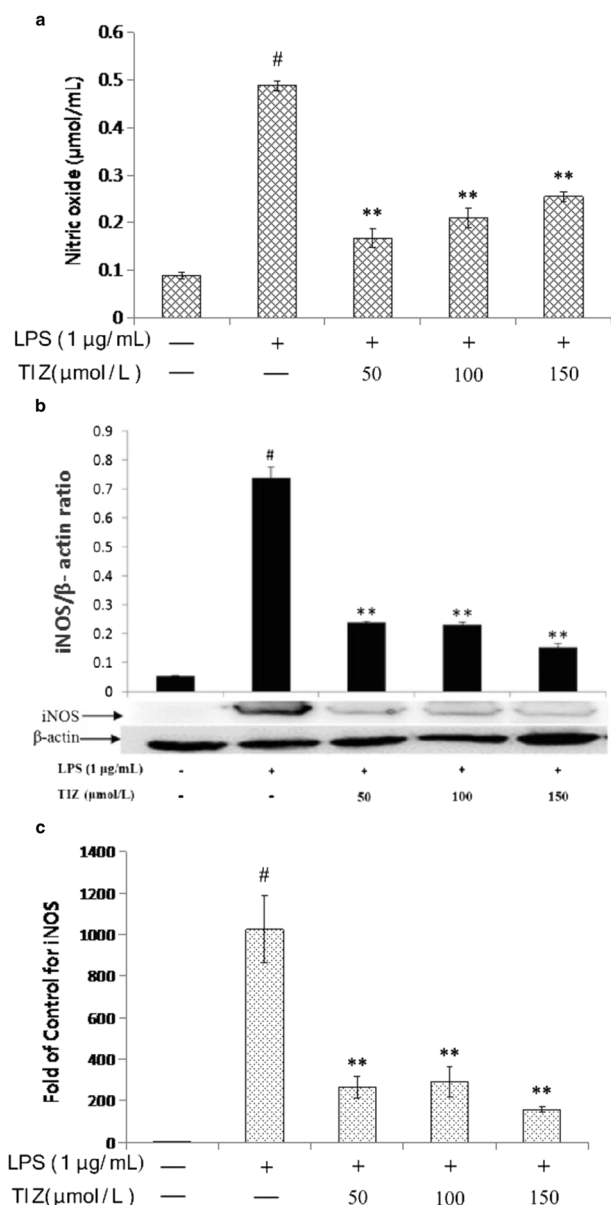 a
Nitric oxide (μmol/mL)
0.6
0.5
0.4
0.3
0.2
0.1
0
#
**
**
**
LPS (1 μg/mL) — + + + +
TIZ(μmol/L) — — 50 100 150
b
iNOS/β- actin ratio
0.9
0.8
0.7
0.6
0.5
0.4
0.3
0.2
0.1
0
#
**
**
**
iNOS
β-actin
LPS (1 μg/mL) - + + + +
TIZ (μmol/L) - - 50 100 150
c
Fold of Control for iNOS
1400
1200
1000
800
600
400
200
0
#
**
**
**
LPS (1 μg/mL) — + + + +
TIZ(μmol/L) — — 50 100 150